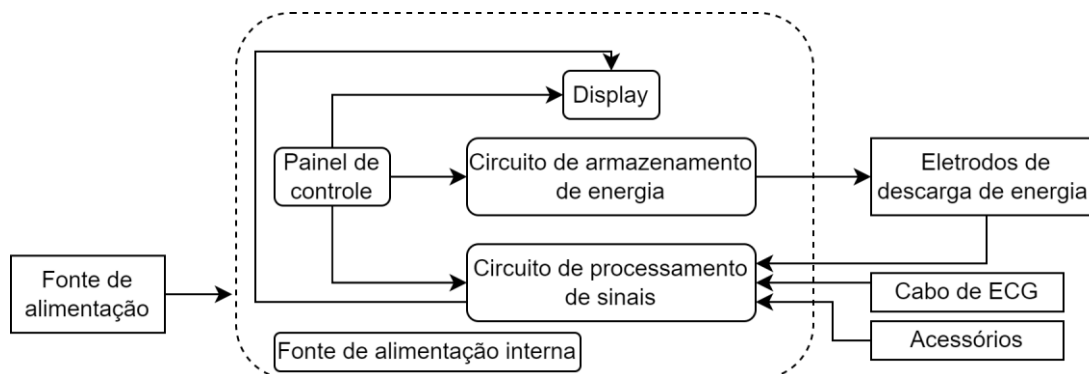 Display
Painel de
controle
Circuito de armazenamento
de energia
Eletrodos de
descarga de energia
Fonte de
alimentação
Circuito de processamento
de sinais
Cabo de ECG
Acessórios
Fonte de alimentação interna